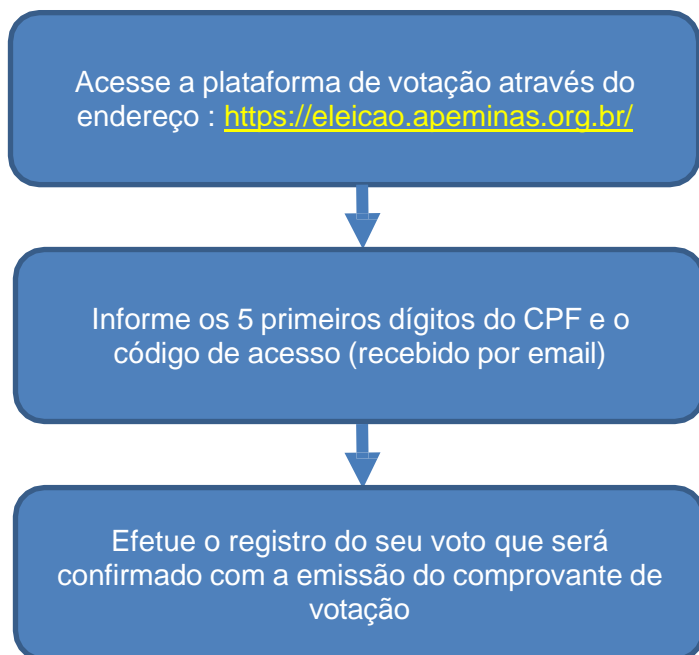 Acesse a plataforma de votação através do
endereço : https://eleicao.apeminas.org.br/
Informe os 5 primeiros dígitos do CPF e o
código de acesso (recebido por email)
Efetue o registro do seu voto que será
confirmado com a emissão do comprovante de
votação